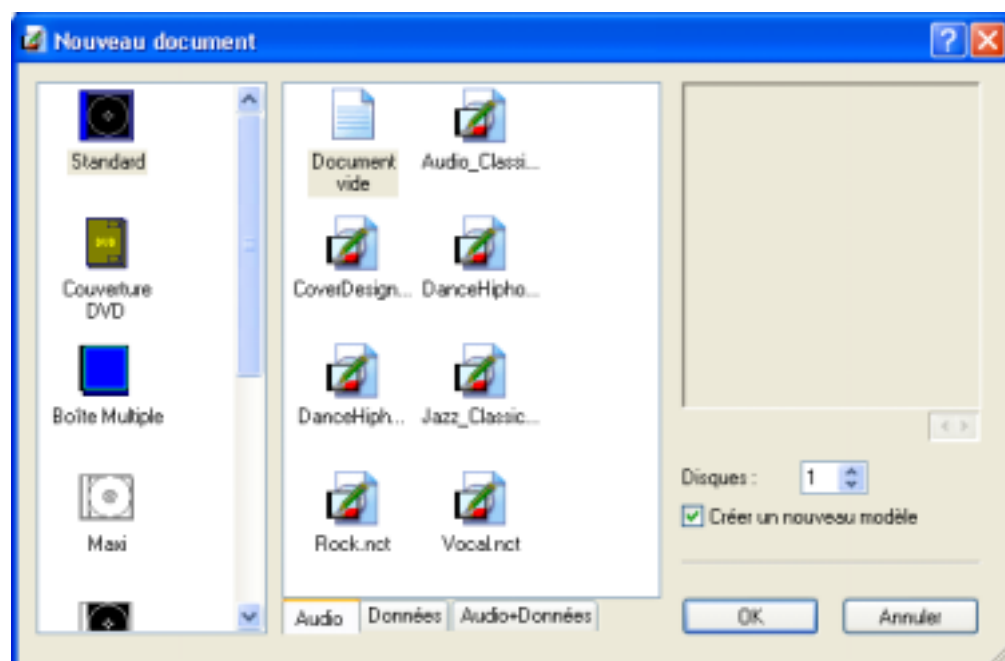 Nouveau document
Standard
Couverture
DVD
Boîte Multiple
Maxi
Document
vide
Audio_Classi...
CoverDesign...
DanceHipho...
DanceHiph...
Jazz_Classic...
Rock.nct
Vocal.nct
Audio
Données
Audio+Données
Disques :
1
Créer un nouveau modèle
OK
Annuler